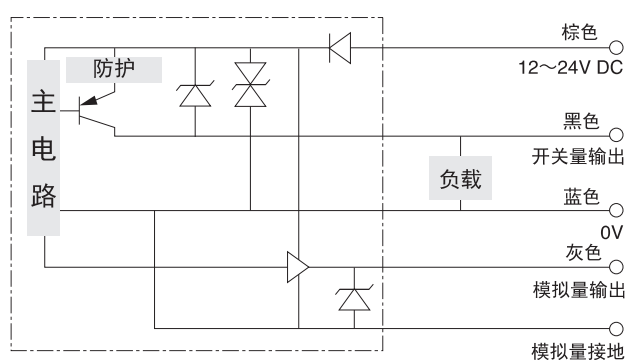 棕色
12～24V DC
防护
主电路
黑色
开关量输出
负载
蓝色
0V
灰色
模拟量输出
模拟量接地